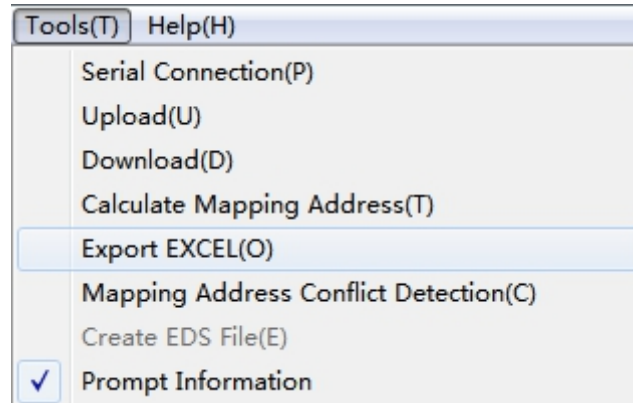 Tools(T) Help(H)
Serial Connection(P)
Upload(U)
Download(D)
Calculate Mapping Address(T)
Export EXCEL(O)
Mapping Address Conflict Detection(C)
Create EDS File(E)
Prompt Information